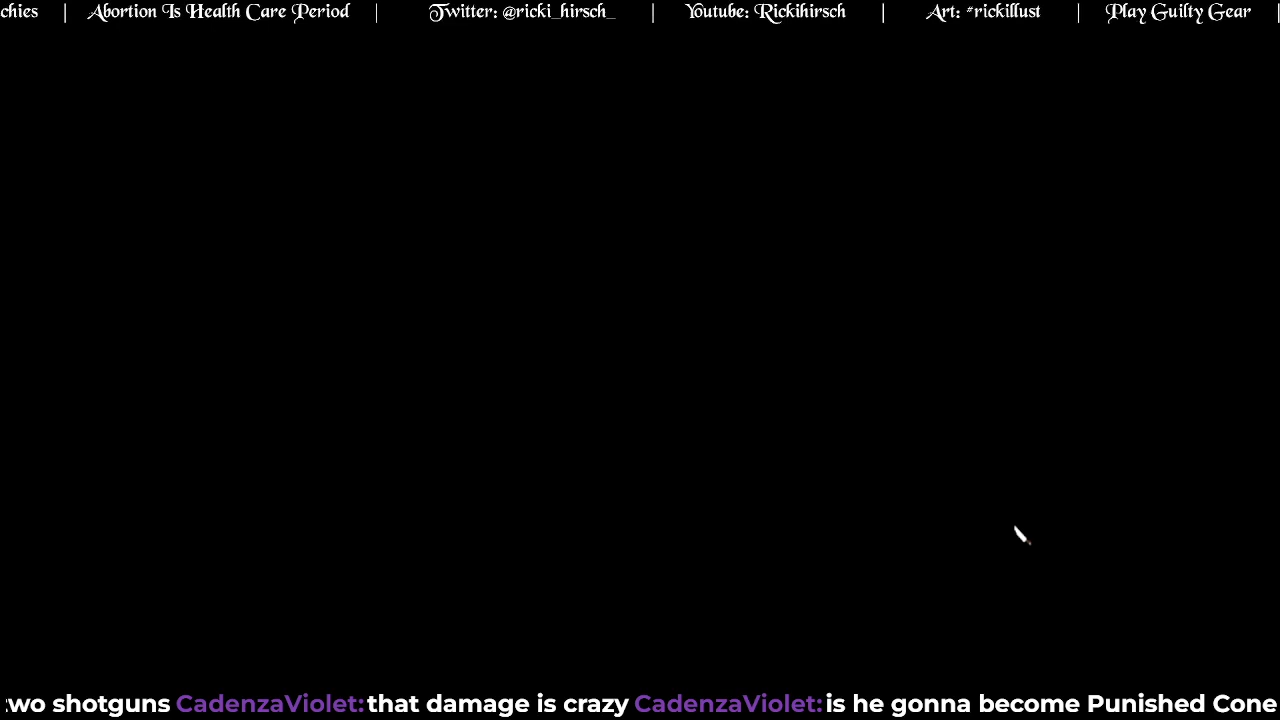 chies | Abortion Is Health Care Period | Twitter: @ricki_hirsch_ | Youtube: Rickihirsch | Art: #rickillust | Play Guilty Gear |
two shotguns CadenzaViolet: that damage is crazy CadenzaViolet: is he gonna become Punished Cone